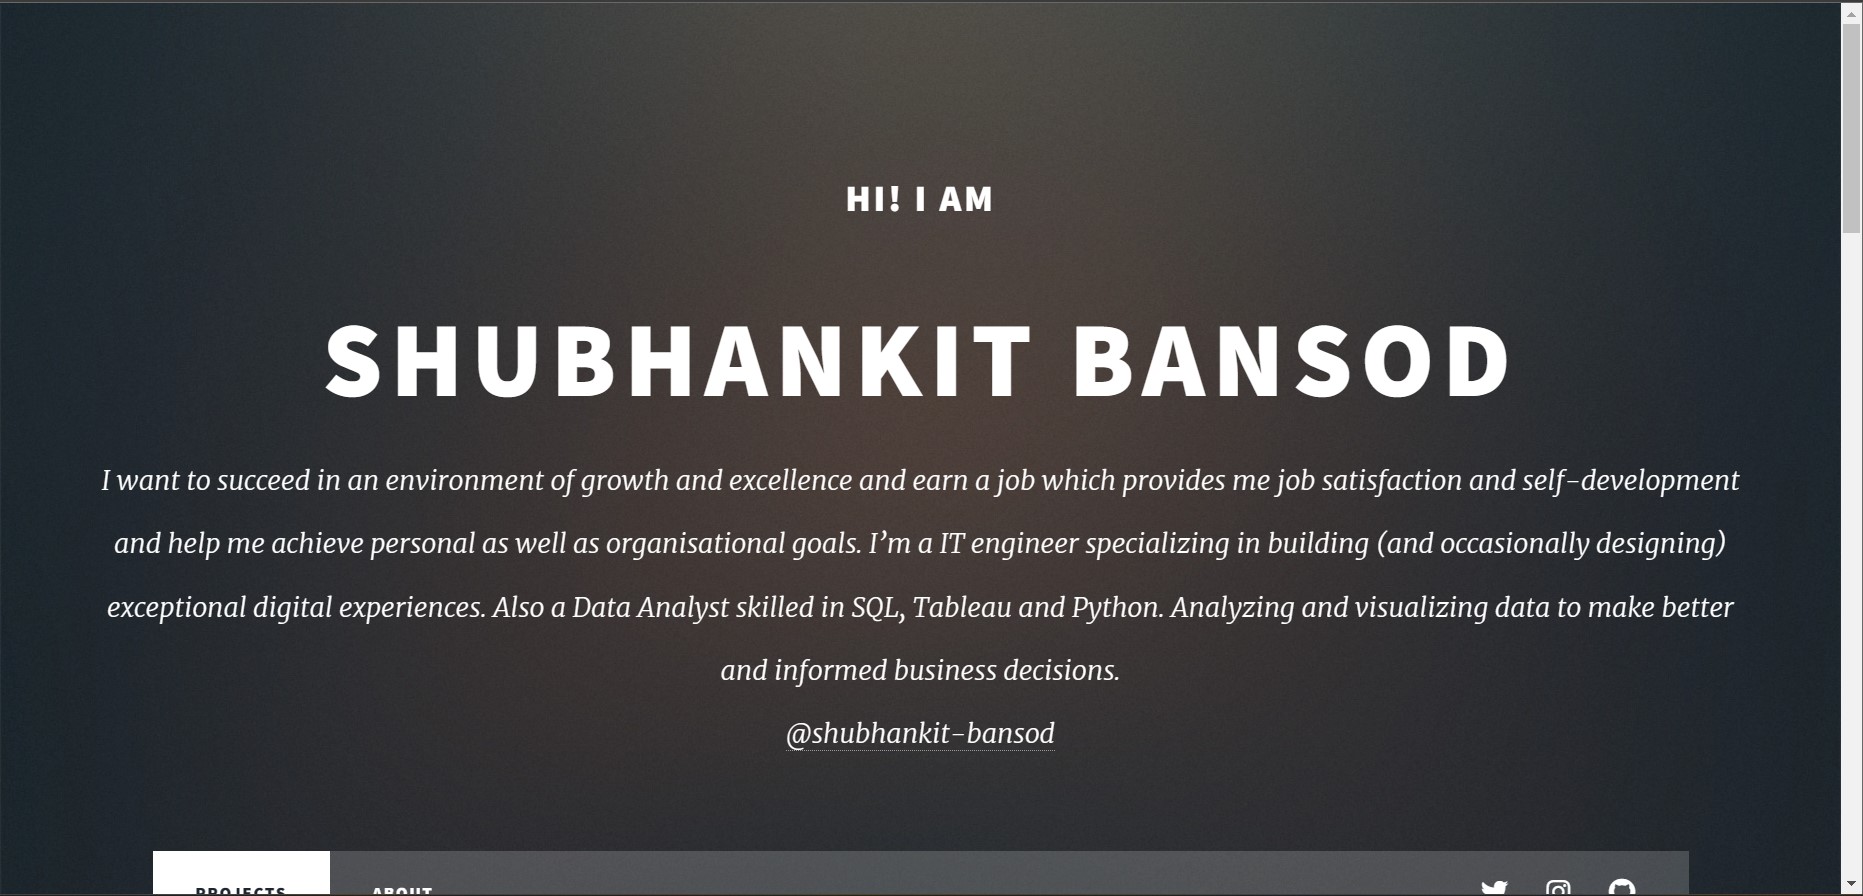 HI! I AM
SHUBHANKIT BANSOD
I want to succeed in an environment of growth and excellence and earn a job which provides me job satisfaction and self-development
and help me achieve personal as well as organisational goals. I’m a IT engineer specializing in building (and occasionally designing)
exceptional digital experiences. Also a Data Analyst skilled in SQL, Tableau and Python. Analyzing and visualizing data to make better
and informed business decisions.
@shubhankit-bansod
PROJECTS ABOUT